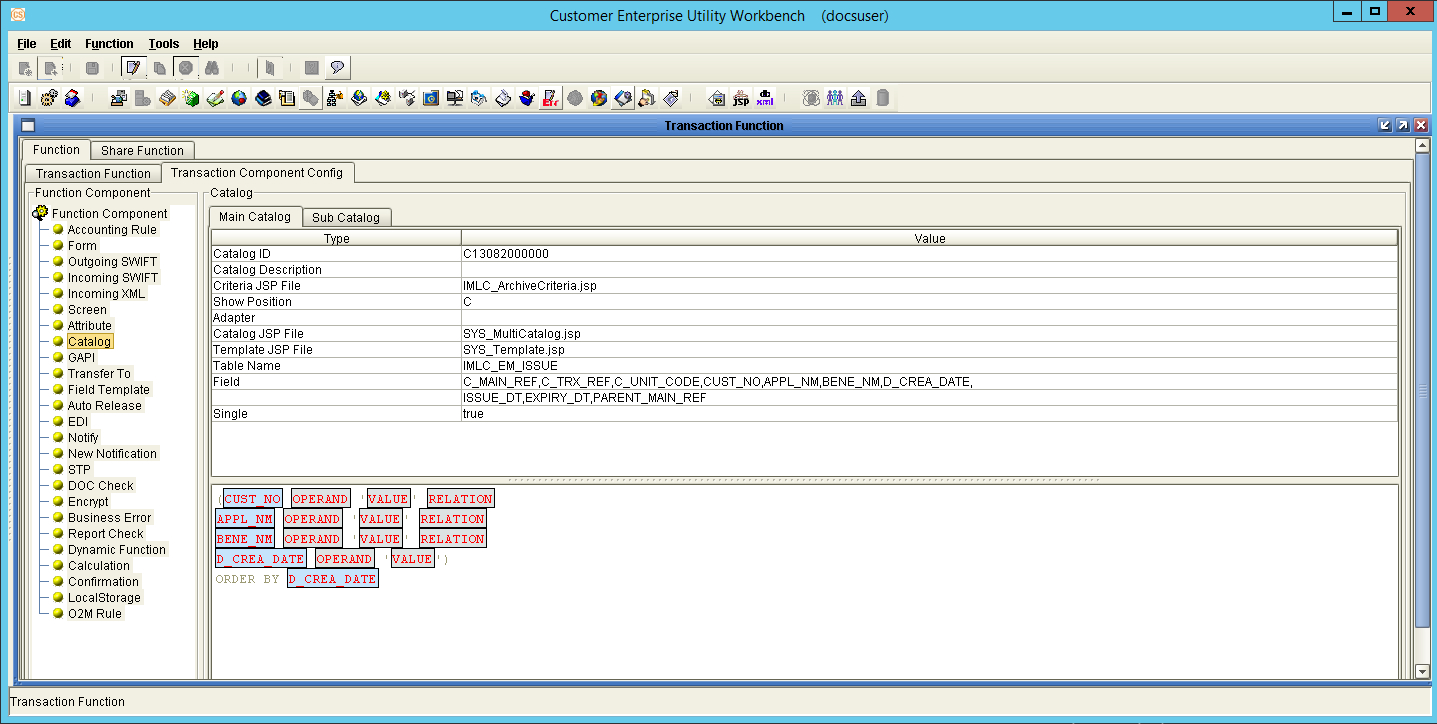 Customer Enterprise Utility Workbench (docsuser)
File Edit Function Tools Help
JSP db xml
Transaction Function
Function Share Function
Transaction Function Transaction Component Config
Function Component
Function Component
Accounting Rule
Form
Outgoing SWIFT
Incoming SWIFT
Incoming XML
Screen
Attribute
Catalog
GAPI
Transfer To
Field Template
Auto Release
EDI
Notify
New Notification
STP
DOC Check
Encrypt
Business Error
Report Check
Dynamic Function
Calculation
Confirmation
LocalStorage
O2M Rule
Catalog
Main Catalog Sub Catalog
Type Value
Catalog ID C13082000000
Catalog Description
Criteria JSP File IMLC_ArchiveCriteria.jsp
Show Position C
Adapter
Catalog JSP File SYS_MultiCatalog.jsp
Template JSP File SYS_Template.jsp
Table Name IMLC_EM_ISSUE
Field C_MAIN_REF,C_TRX_REF,C_UNIT_CODE,CUST_NO,APPL_NM,BENE_NM,D_CREA_DATE,
ISSUE_DT,EXPIRY_DT,PARENT_MAIN_REF
Single true
(CUST_NO OPERAND 'VALUE' RELATION
APPL_NM OPERAND 'VALUE' RELATION
BENE_NM OPERAND 'VALUE' RELATION
D_CREA_DATE OPERAND 'VALUE')
ORDER BY D_CREA_DATE
Transaction Function